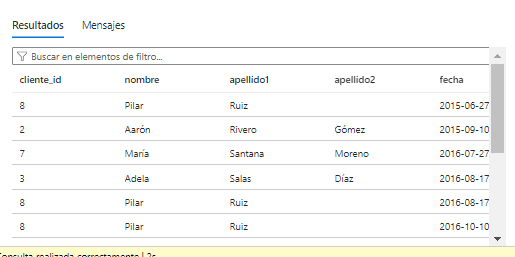 Resultados Mensajes
Buscar en elementos de filtro...
cliente_id nombre apellido1 apellido2 fecha
8 Pilar Ruiz 2015-06-27
2 Aarón Rivero Gómez 2015-09-10
7 María Santana Moreno 2016-07-27
3 Adela Salas Díaz 2016-08-17
8 Pilar Ruiz 2016-08-17
8 Pilar Ruiz 2016-10-10
Consulta realizada correctamente | 2s